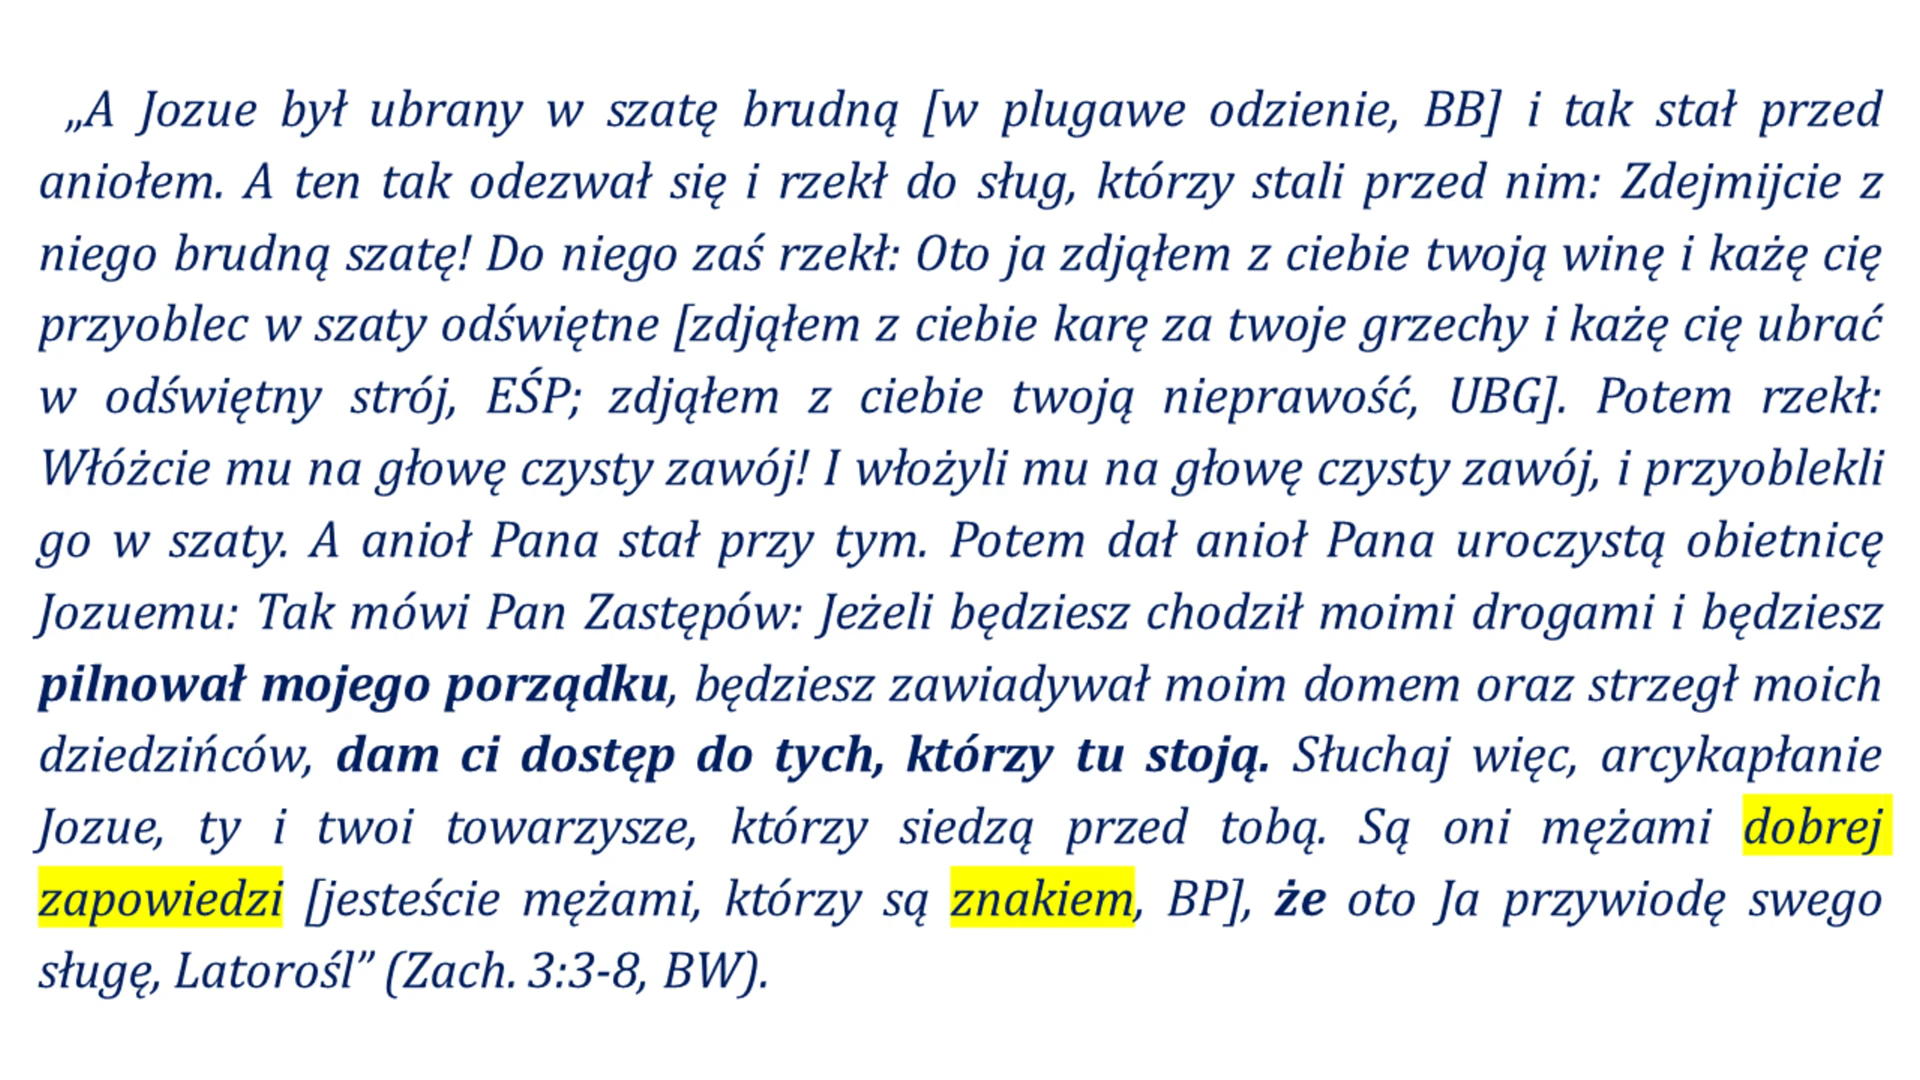 „A Jozue był ubrany w szatę brudną [w plugawe odzienie, BB] i tak stał przed
aniołem. A ten tak odezwał się i rzekł do sług, którzy stali przed nim: Zdejmijcie z
niego brudną szatę! Do niego zaś rzekł: Oto ja zdjąłem z ciebie twoją winę i każę cię
przyoblec w szaty odświętne [zdjąłem z ciebie karę za twoje grzechy i każę cię ubrać
w odświętny strój, EŚP; zdjąłem z ciebie twoją nieprawość, UBG]. Potem rzekł:
Włóżcie mu na głowę czysty zawój! I włożyli mu na głowę czysty zawój, i przyoblekli
go w szaty. A anioł Pana stał przy tym. Potem dał anioł Pana uroczystą obietnicę
Jozuemu: Tak mówi Pan Zastępów: Jeżeli będziesz chodził moimi drogami i będziesz
pilnował mojego porządku, będziesz zawiadywał moim domem oraz strzegł moich
dziedzińców, dam ci dostęp do tych, którzy tu stoją. Słuchaj więc, arcykapłanie
Jozue, ty i twoi towarzysze, którzy siedzą przed tobą. Są oni mężami dobrej
zapowiedzi [jesteście mężami, którzy są znakiem, BP], że oto Ja przywiodę swego
sługę, Latorośl” (Zach. 3:3-8, BW).